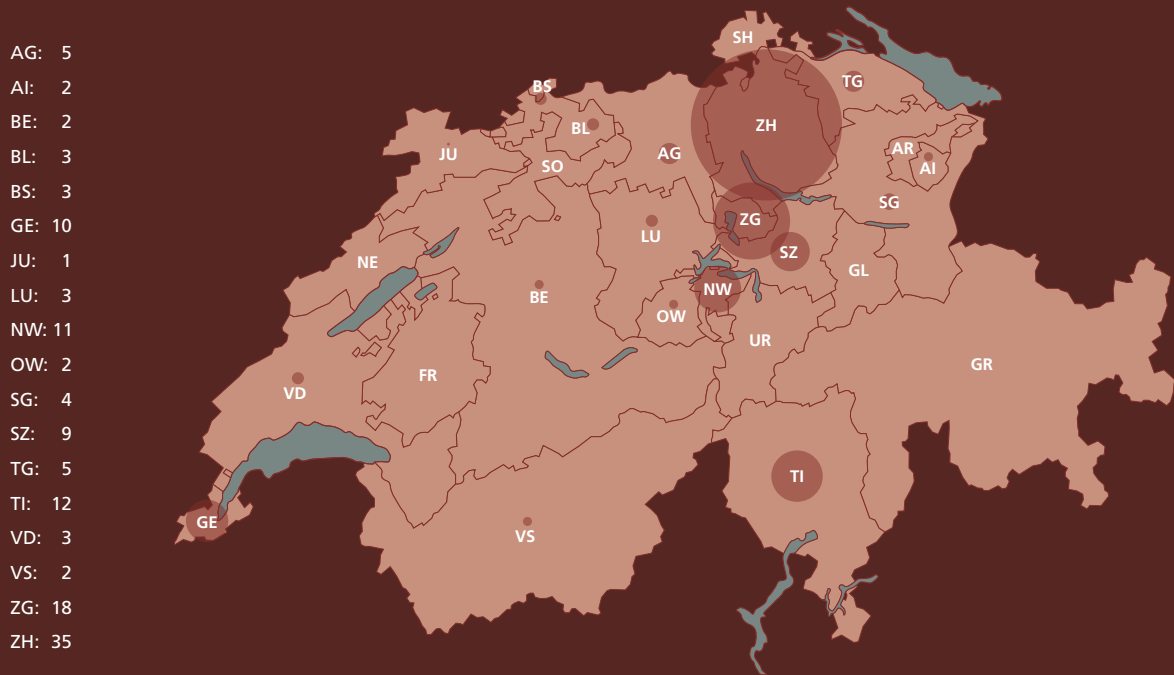 AG: 5
AI: 2
BE: 2
BL: 3
BS: 3
GE: 10
JU: 1
LU: 3
NW: 11
OW: 2
SG: 4
SZ: 9
TG: 5
TI: 12
VD: 3
VS: 2
ZG: 18
ZH: 35
SH
TG
BS
ZH
BL
AG
JU
SO
AR
AI
SG
ZG
LU
SZ
NE
GL
NW
BE
OW
UR
GR
FR
VD
TI
GE
VS